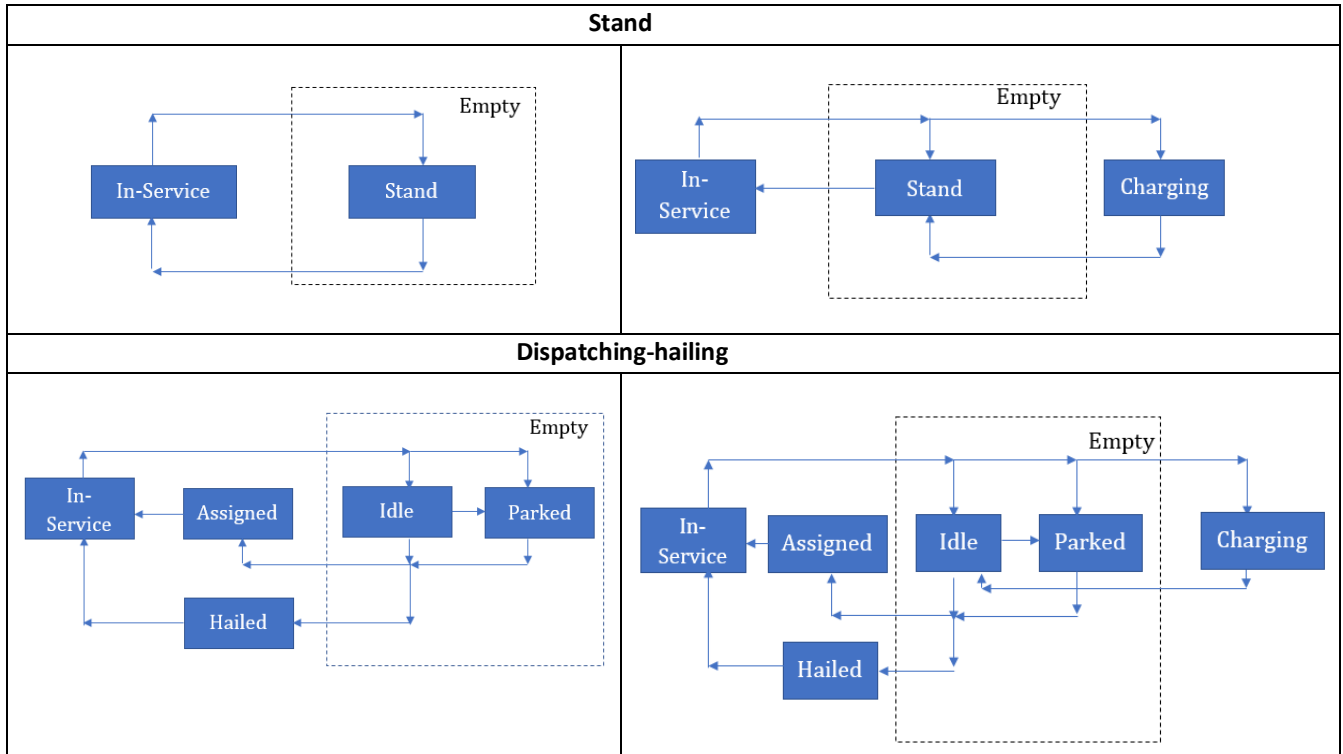 Stand
Empty
In-Service
Stand
Empty
In-
Service
Stand
Charging
Dispatching-hailing
Empty
In-
Service
Assigned
Idle
Parked
Hailed
Empty
In-
Service
Assigned
Idle
Parked
Charging
Hailed